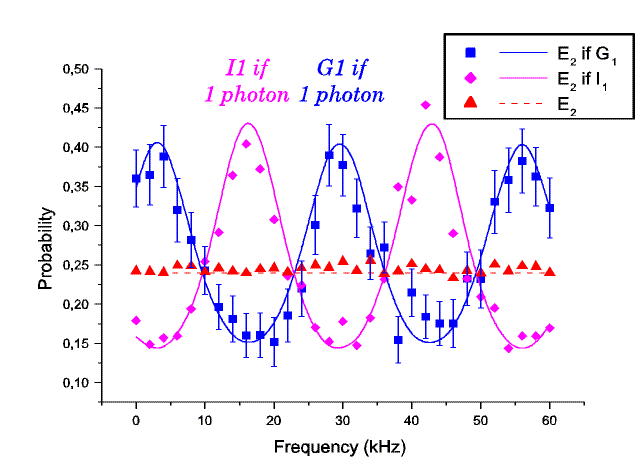 E₂ if G₁
E₂ if I₁
E₂
I1 if
1 photon
G1 if
1 photon
0,50
0,45
0,40
0,35
0,30
0,25
0,20
0,15
0,10
Probability
0 10 20 30 40 50 60
Frequency (kHz)